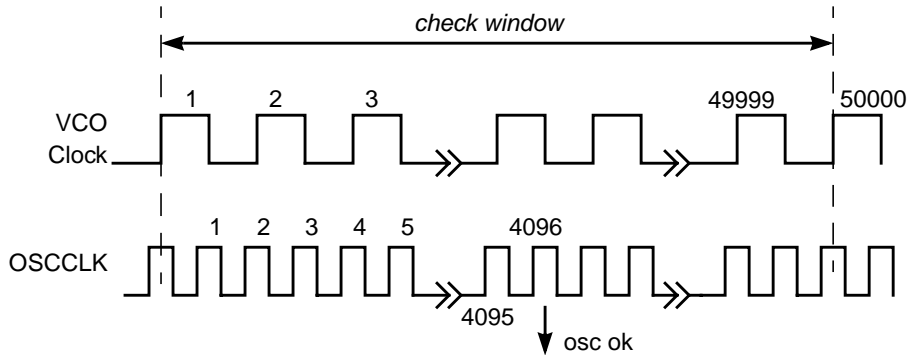 check window
1 2 3 49999 50000
VCO
Clock
1 2 3 4 5 4096
OSCCLK
4095
osc ok